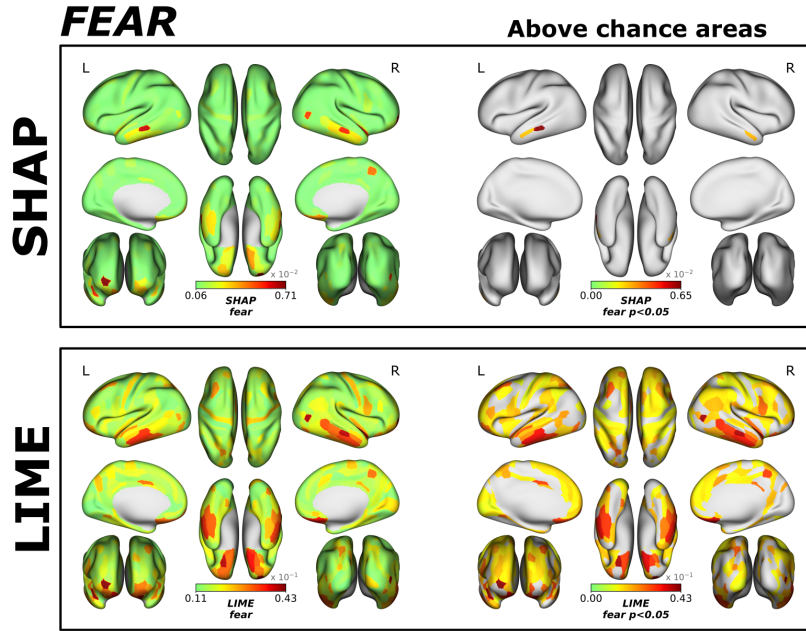 FEAR
Above chance areas
SHAP
L
R
L
R
x 10⁻²
0.06
0.71
SHAP
fear
x 10⁻²
0.00
0.65
SHAP
fear p<0.05
LIME
L
R
L
R
x 10⁻¹
0.11
0.43
LIME
fear
x 10⁻¹
0.00
0.43
LIME
fear p<0.05